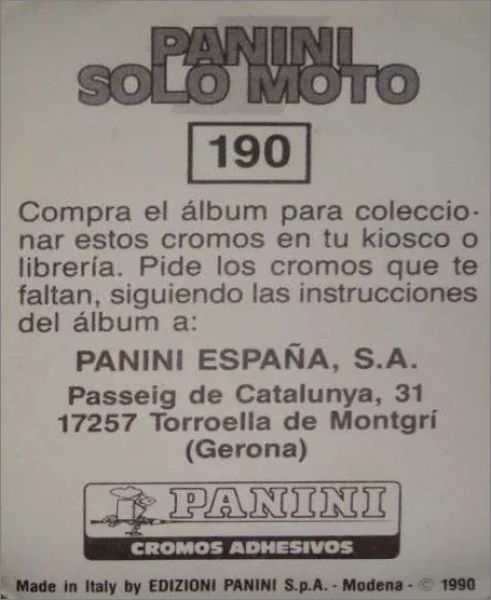 PANINI
SOLO MOTO
190
Compra el álbum para coleccio-
nar estos cromos en tu kiosco o
librería. Pide los cromos que te
faltan, siguiendo las instrucciones
del álbum a:
PANINI ESPAÑA, S.A.
Passeig de Catalunya, 31
17257 Torroella de Montgrí
(Gerona)
PANINI
CROMOS ADHESIVOS
Made in Italy by EDIZIONI PANINI S.p.A. - Modena - © 1990